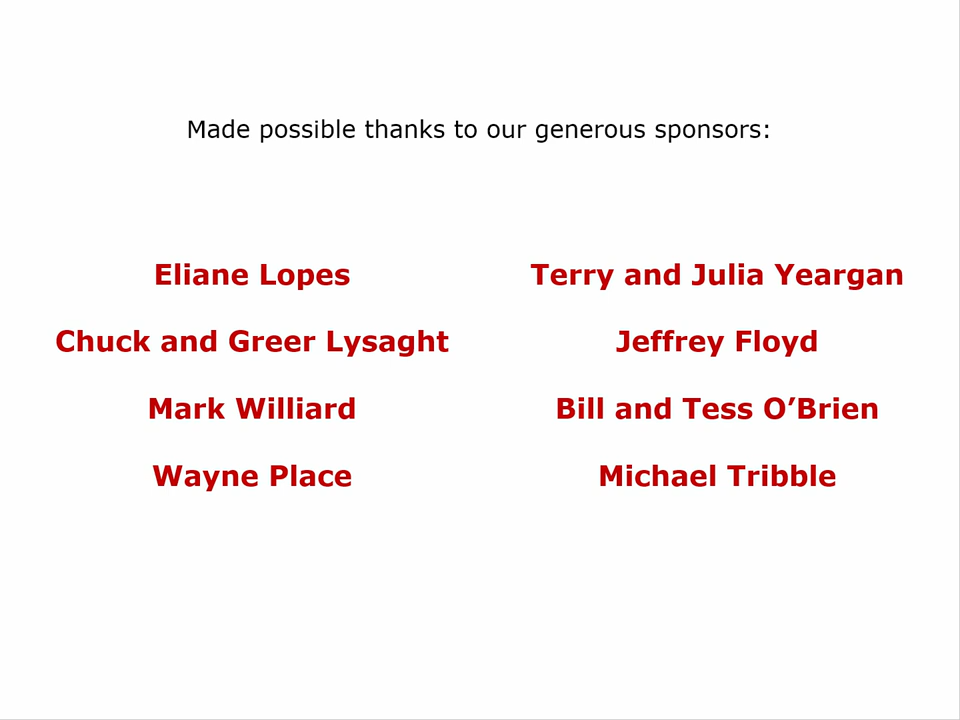 Made possible thanks to our generous sponsors:
Eliane Lopes
Chuck and Greer Lysaght
Mark Williard
Wayne Place
Terry and Julia Yeargan
Jeffrey Floyd
Bill and Tess O’Brien
Michael Tribble